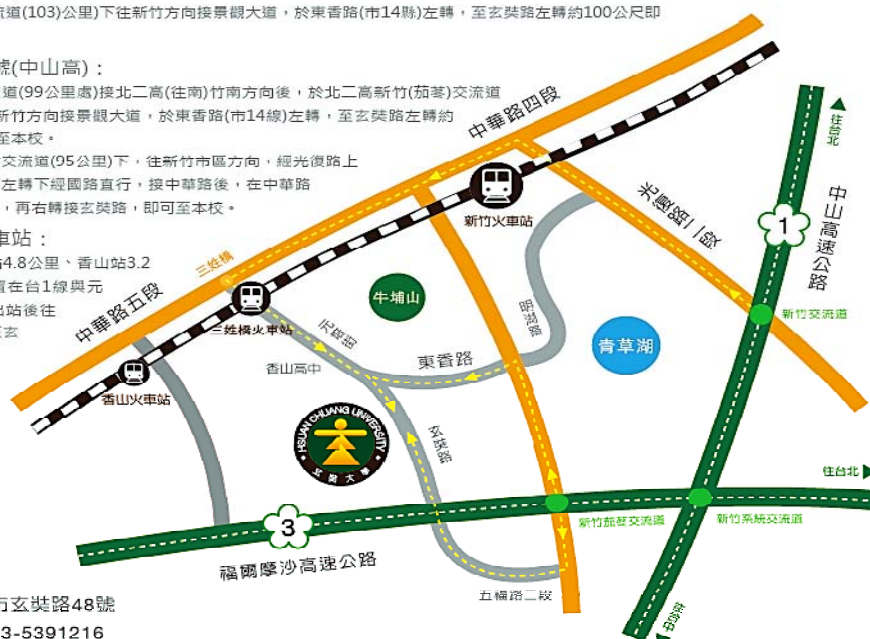 流道(103)公里)下往新竹方向接景觀大道，於東香路(市14縣)左轉，至玄奘路左轉約100公尺即
號(中山高)：
道(99公里處)接北二高(往南)竹南方向後，於北二高新竹(茄苳)交流道
新竹方向接景觀大道，於東香路(市14線)左轉，至玄奘路左轉約
至本校。
交流道(95公里)下，往新竹市區方向，經光復路上
左轉下經國路直行，接中華路後，在中華路
，再右轉接玄奘路，即可至本校。
車站：
站4.8公里、香山站3.2
置在台1線與元
出站後往
至玄
中華路四段
往台北
光復路二段
中山高速公路
1
新竹火車站
三姓橋
牛埔山
中華路五段
三姓橋火車站
元培街
明湖路
新竹交流道
青草湖
東香路
香山高中
香山火車站
HSUAN CHUANG UNIVERSITY
玄奘大學
玄奘路
往台北
3
新竹茄苳交流道
新竹系統交流道
福爾摩沙高速公路
五福路二段
市玄奘路48號
3-5391216